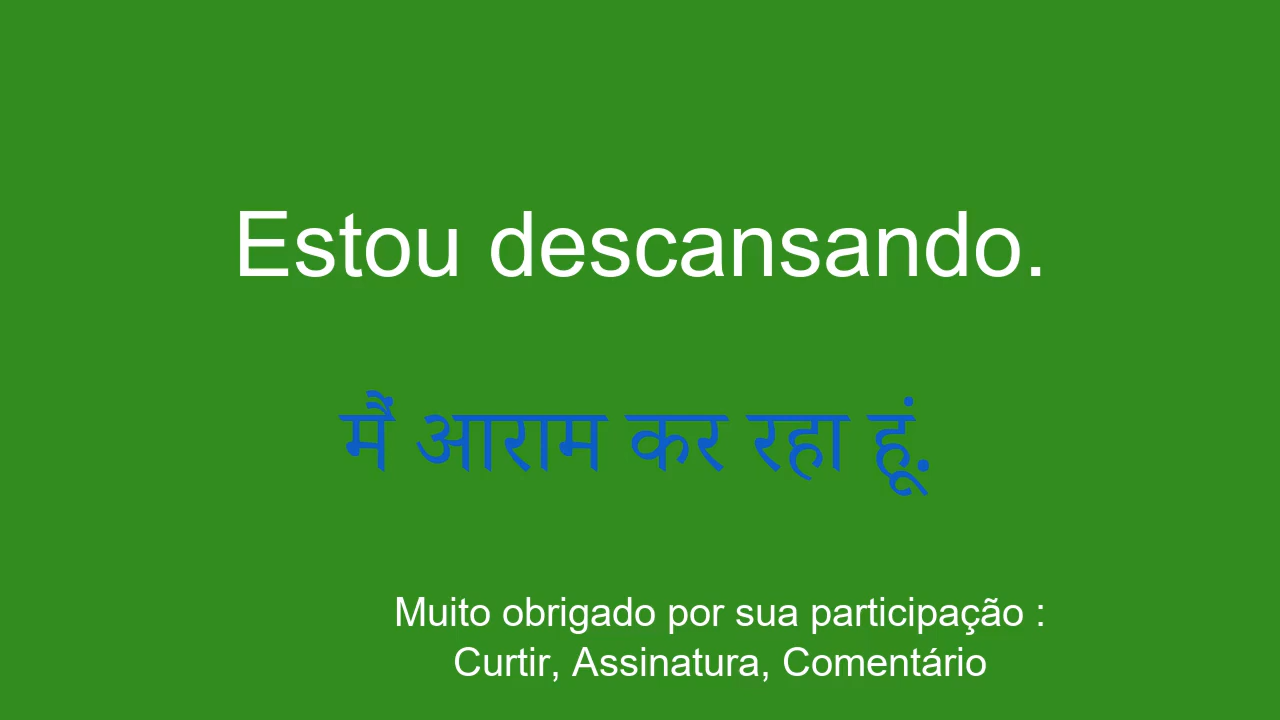 Estou descansando.
मैं आराम कर रहा हूं.
Muito obrigado por sua participação :
Curtir, Assinatura, Comentário